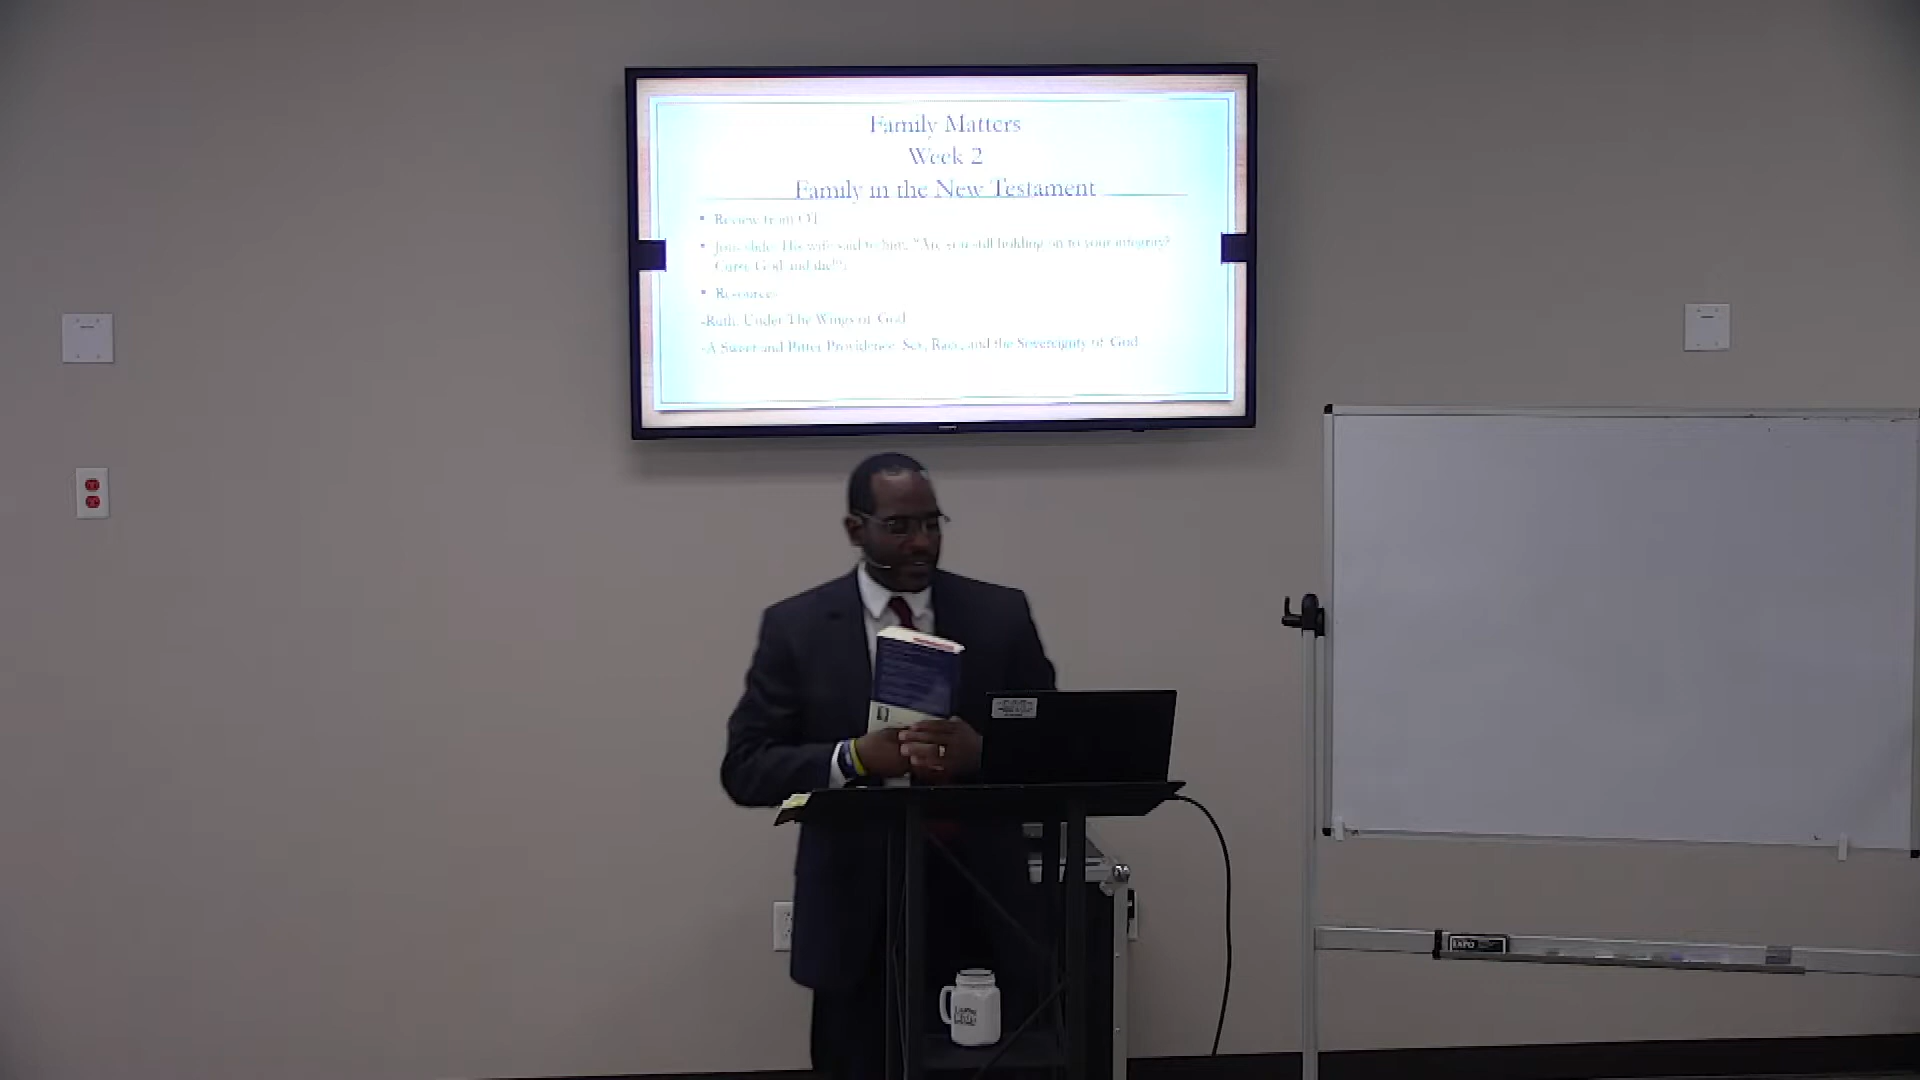 Family Matters
Week 2
Family in the New Testament
Review from OT
His wife said to him, "Are you still holding on to your integrity?
Curse God and die!"
Resources
-Ruth: Under The Wings of God
-A Sweet and Bitter Providence: Sex, Race, and the Sovereignty of God
EXPO